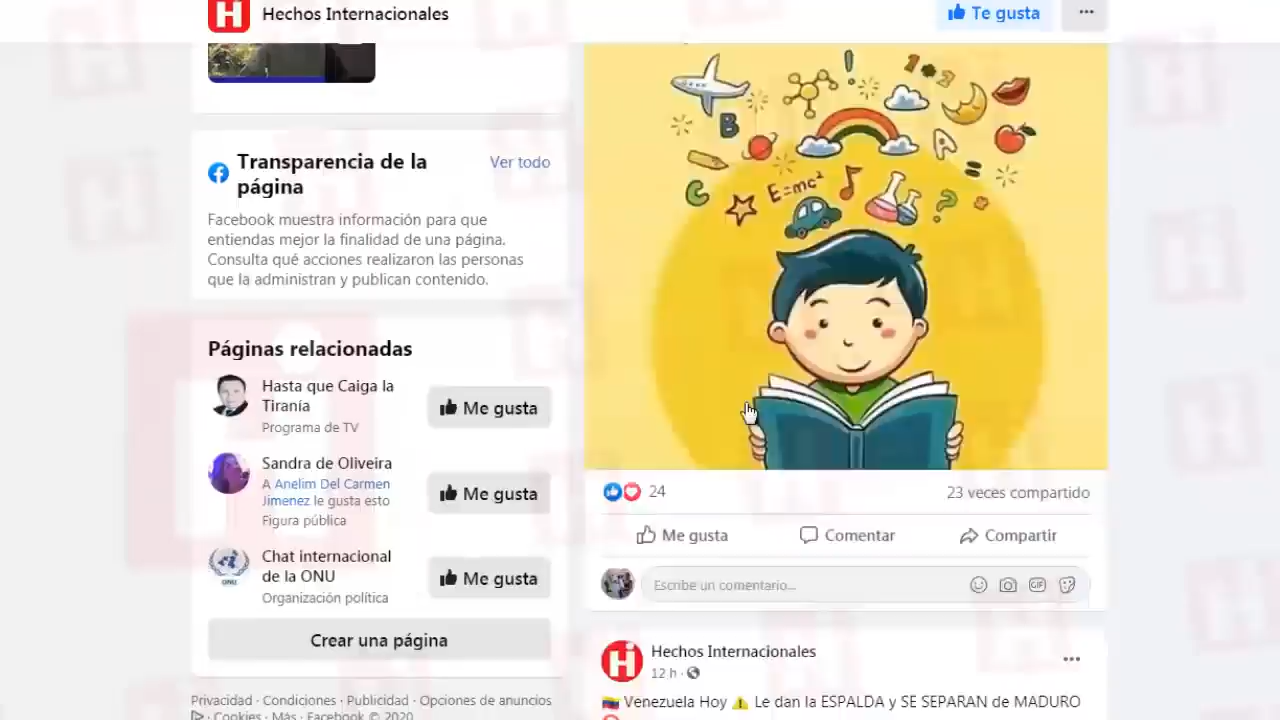 Hechos Internacionales
Te gusta
Transparencia de la
página
Ver todo
Facebook muestra información para que
entiendas mejor la finalidad de una página.
Consulta qué acciones realizaron las personas
que la administran y publican contenido.
Páginas relacionadas
Hasta que Caiga la
Tiranía
Programa de TV
Me gusta
Sandra de Oliveira
A Anelim Del Carmen
Jimenez le gusta esto
Figura pública
Me gusta
ONU
Chat internacional
de la ONU
Organización política
Me gusta
Crear una página
Privacidad · Condiciones · Publicidad · Opciones de anuncios
· Cookies · Más · Facebook © 2020
! 1 2
B A
C E=mc² = ?
24
23 veces compartido
Me gusta Comentar Compartir
Escribe un comentario...
GIF
Hechos Internacionales
12 h ·
Venezuela Hoy ⚠ Le dan la ESPALDA y SE SEPARAN de MADURO